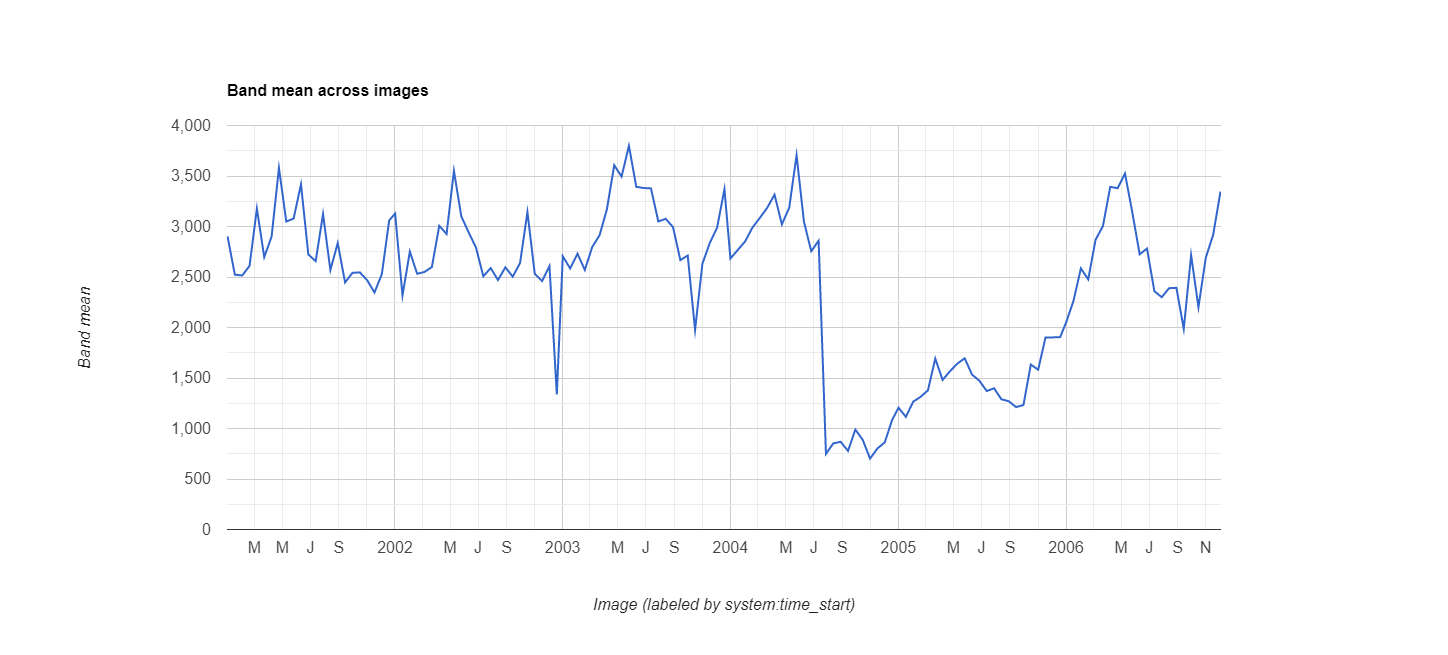 Band mean across images
4,000
3,500
3,000
2,500
2,000
1,500
1,000
500
0
Band mean
M M J S 2002 M J S 2003 M J S 2004 M J S 2005 M J S 2006 M J S N
Image (labeled by system:time_start)